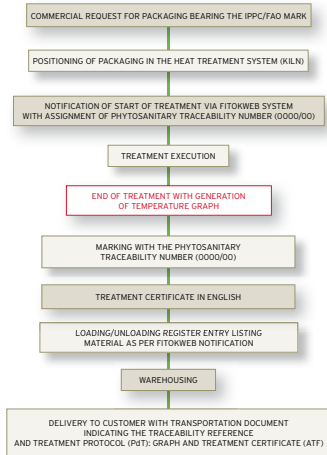 COMMERCIAL REQUEST FOR PACKAGING BEARING THE IPPC/FAO MARK
POSITIONING OF PACKAGING IN THE HEAT TREATMENT SYSTEM (KILN)
NOTIFICATION OF START OF TREATMENT VIA FITOKWEB SYSTEM
WITH ASSIGNMENT OF PHYTOSANITARY TRACEABILITY NUMBER (0000/00)
TREATMENT EXECUTION
END OF TREATMENT WITH GENERATION
OF TEMPERATURE GRAPH
MARKING WITH THE PHYTOSANITARY
TRACEABILITY NUMBER (0000/00)
TREATMENT CERTIFICATE IN ENGLISH
LOADING/UNLOADING REGISTER ENTRY LISTING
MATERIAL AS PER FITOKWEB NOTIFICATION
WAREHOUSING
DELIVERY TO CUSTOMER WITH TRANSPORTATION DOCUMENT
INDICATING THE TRACEABILITY REFERENCE
AND TREATMENT PROTOCOL (PdT): GRAPH AND TREATMENT CERTIFICATE (ATF)